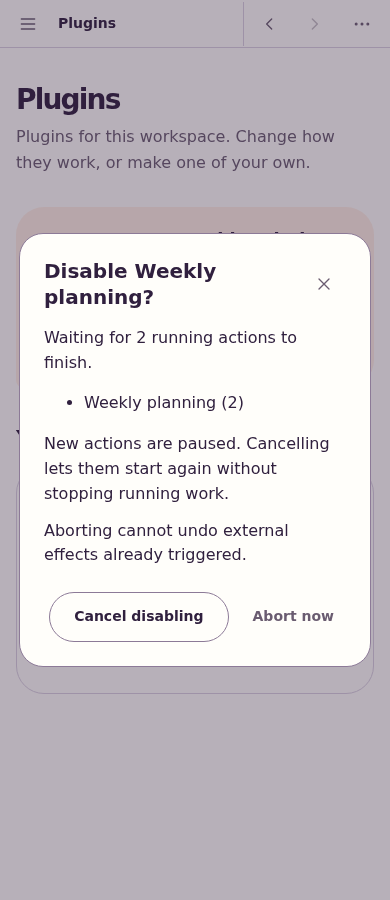 Plugins
Plugins
Plugins for this workspace. Change how
they work, or make one of your own.
Disable Weekly
planning?
Waiting for 2 running actions to
finish.
• Weekly planning (2)
New actions are paused. Cancelling
lets them start again without
stopping running work.
Aborting cannot undo external
effects already triggered.
Cancel disabling
Abort now